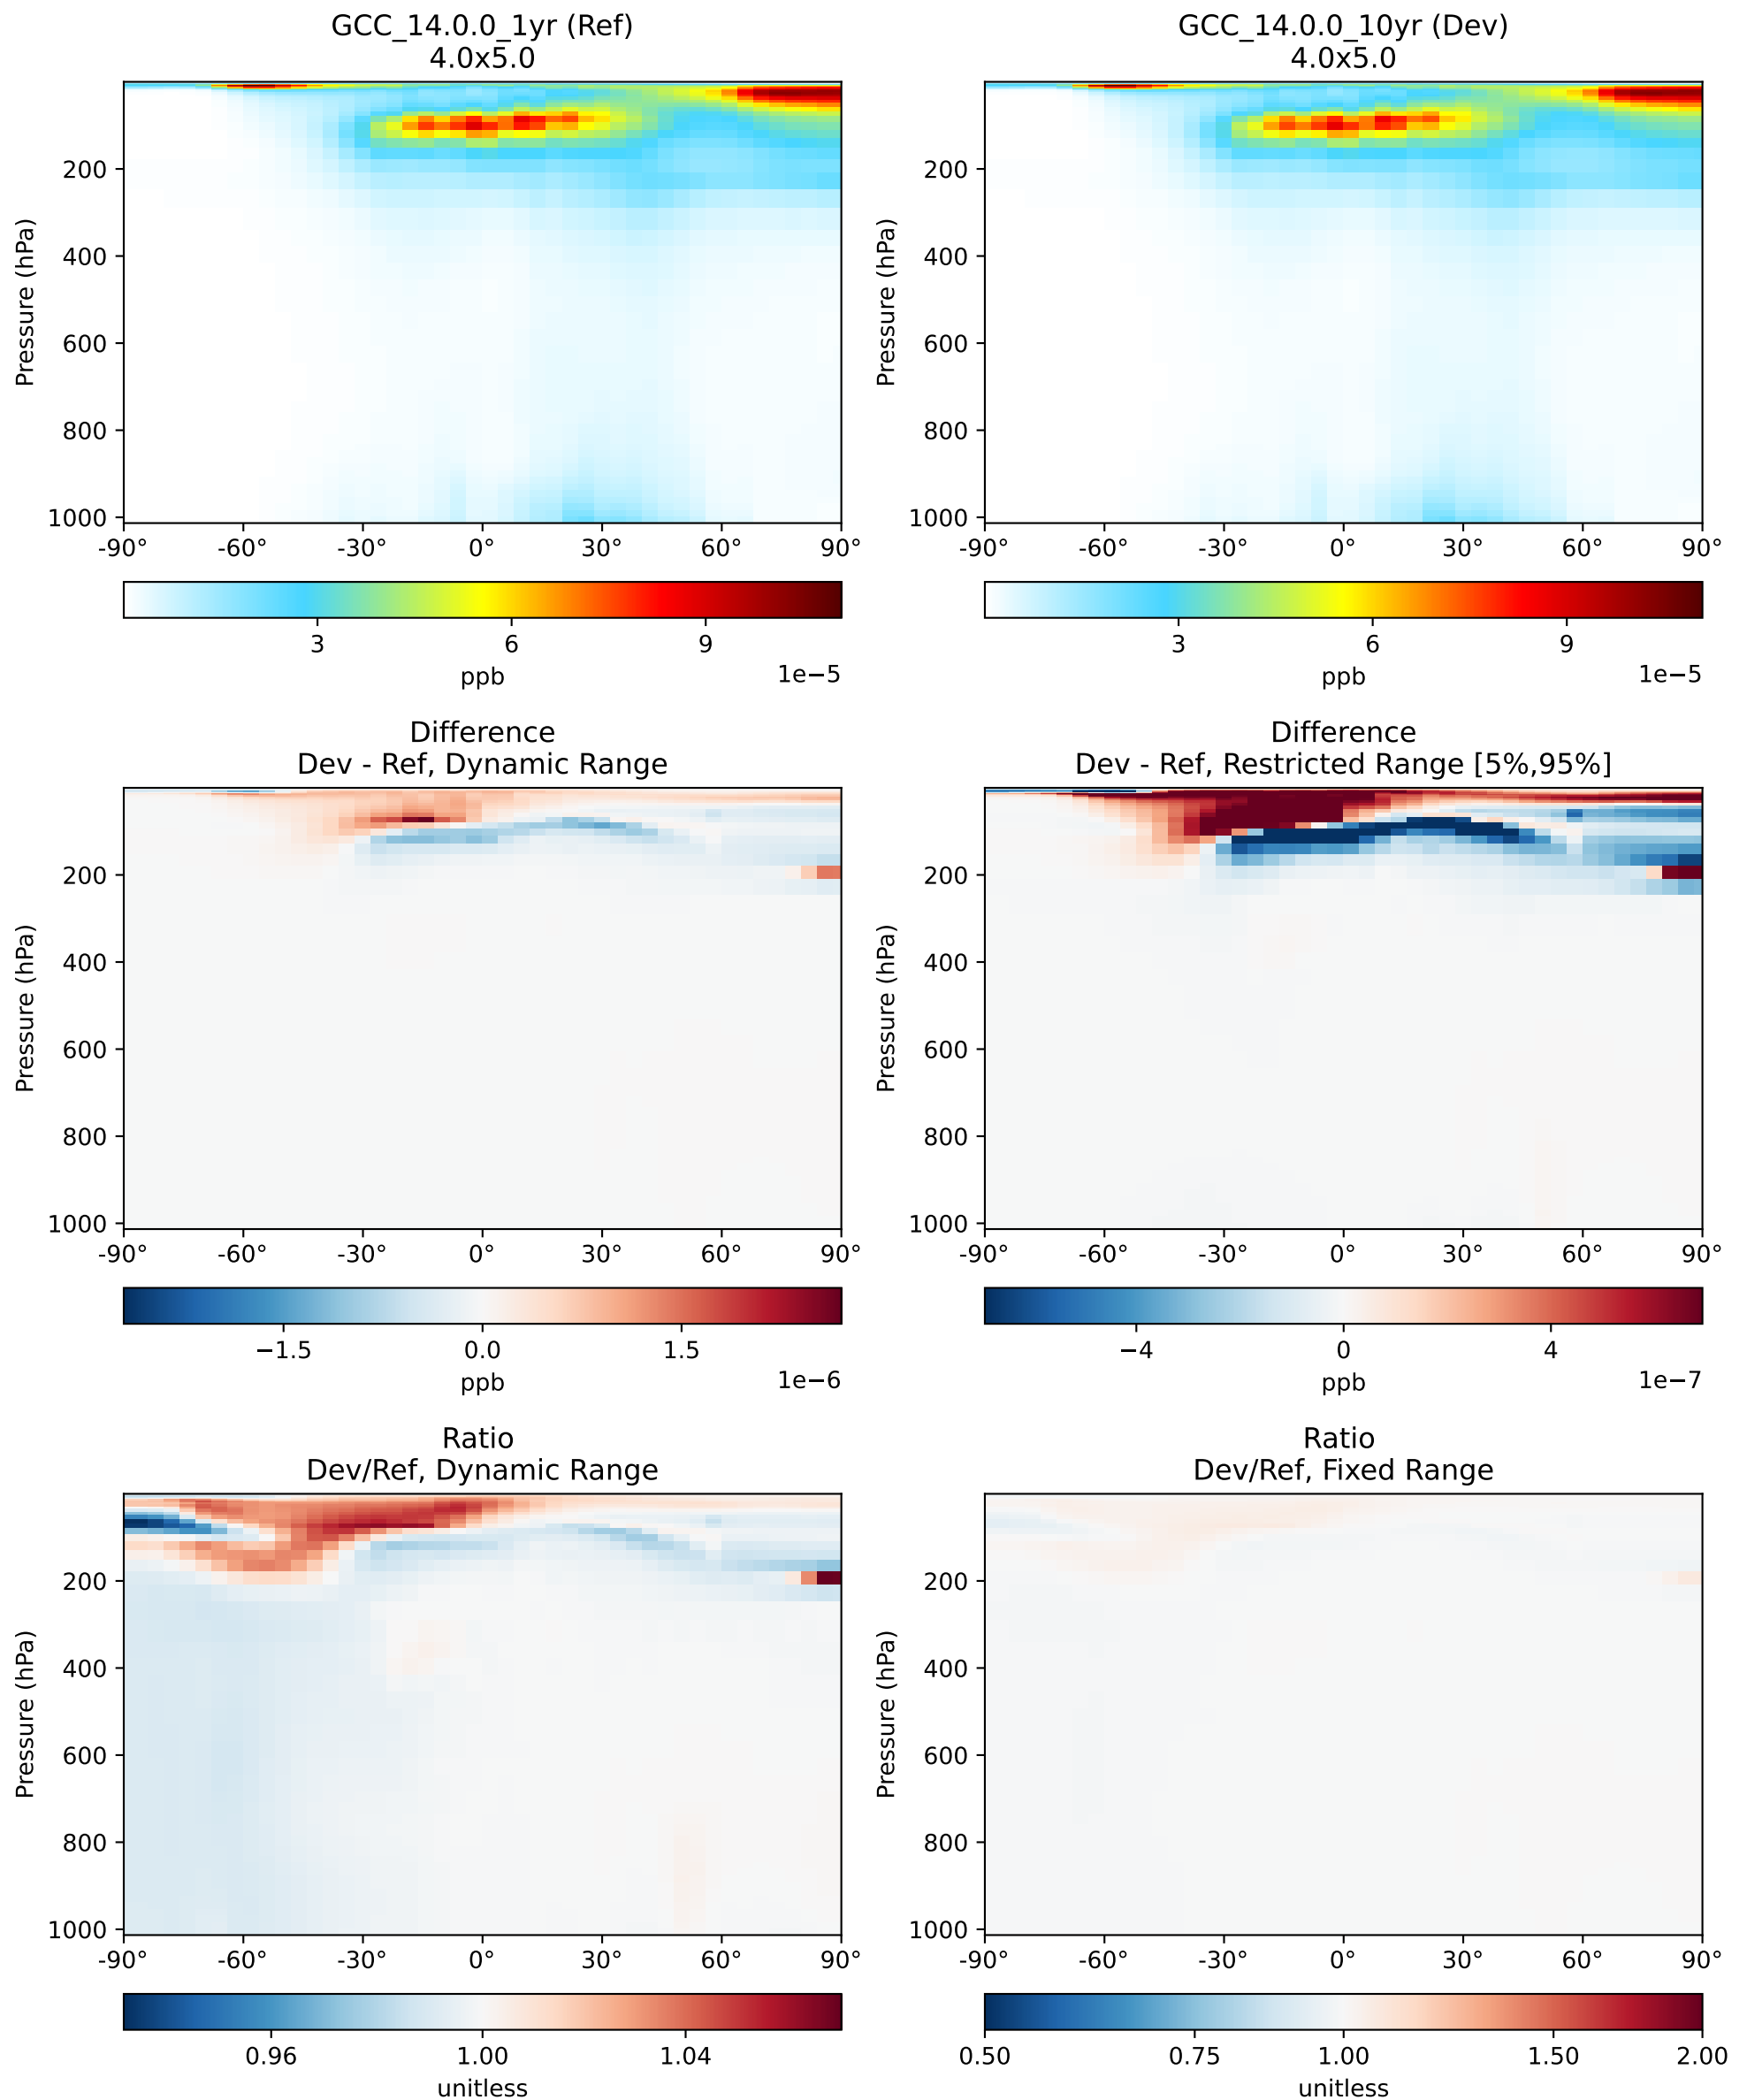 GCC_14.0.0_1yr (Ref)
4.0x5.0
Pressure (hPa)
200
400
600
800
1000
-90° -60° -30° 0° 30° 60° 90°
3 6 9
ppb 1e−5
GCC_14.0.0_10yr (Dev)
4.0x5.0
Pressure (hPa)
200
400
600
800
1000
-90° -60° -30° 0° 30° 60° 90°
3 6 9
ppb 1e−5
Difference
Dev - Ref, Dynamic Range
Pressure (hPa)
200
400
600
800
1000
-90° -60° -30° 0° 30° 60° 90°
−1.5 0.0 1.5
ppb 1e−6
Difference
Dev - Ref, Restricted Range [5%,95%]
Pressure (hPa)
200
400
600
800
1000
-90° -60° -30° 0° 30° 60° 90°
−4 0 4
ppb 1e−7
Ratio
Dev/Ref, Dynamic Range
Pressure (hPa)
200
400
600
800
1000
-90° -60° -30° 0° 30° 60° 90°
0.96 1.00 1.04
unitless
Ratio
Dev/Ref, Fixed Range
Pressure (hPa)
200
400
600
800
1000
-90° -60° -30° 0° 30° 60° 90°
0.50 0.75 1.00 1.50 2.00
unitless